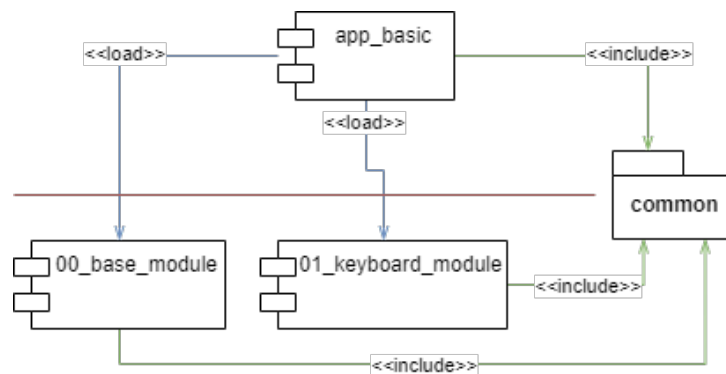 app_basic
<<load>>
<<include>>
<<load>>
common
00_base_module
01_keyboard_module
<<include>>
<<include>>